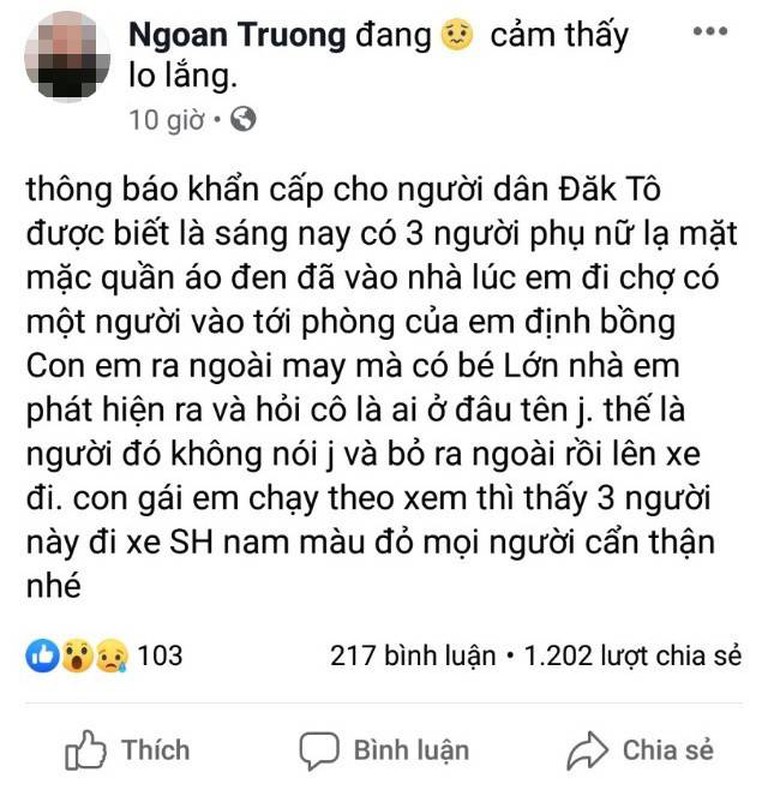 Ngoan Truong đang 😟 cảm thấy
lo lắng.
10 giờ •
thông báo khẩn cấp cho người dân Đăk Tô
được biết là sáng nay có 3 người phụ nữ lạ mặt
mặc quần áo đen đã vào nhà lúc em đi chợ có
một người vào tới phòng của em định bồng
Con em ra ngoài may mà có bé Lớn nhà em
phát hiện ra và hỏi cô là ai ở đâu tên j. thế là
người đó không nói j và bỏ ra ngoài rồi lên xe
đi. con gái em chạy theo xem thì thấy 3 người
này đi xe SH nam màu đỏ mọi người cẩn thận
nhé
103 217 bình luận • 1.202 lượt chia sẻ
Thích Bình luận Chia sẻ